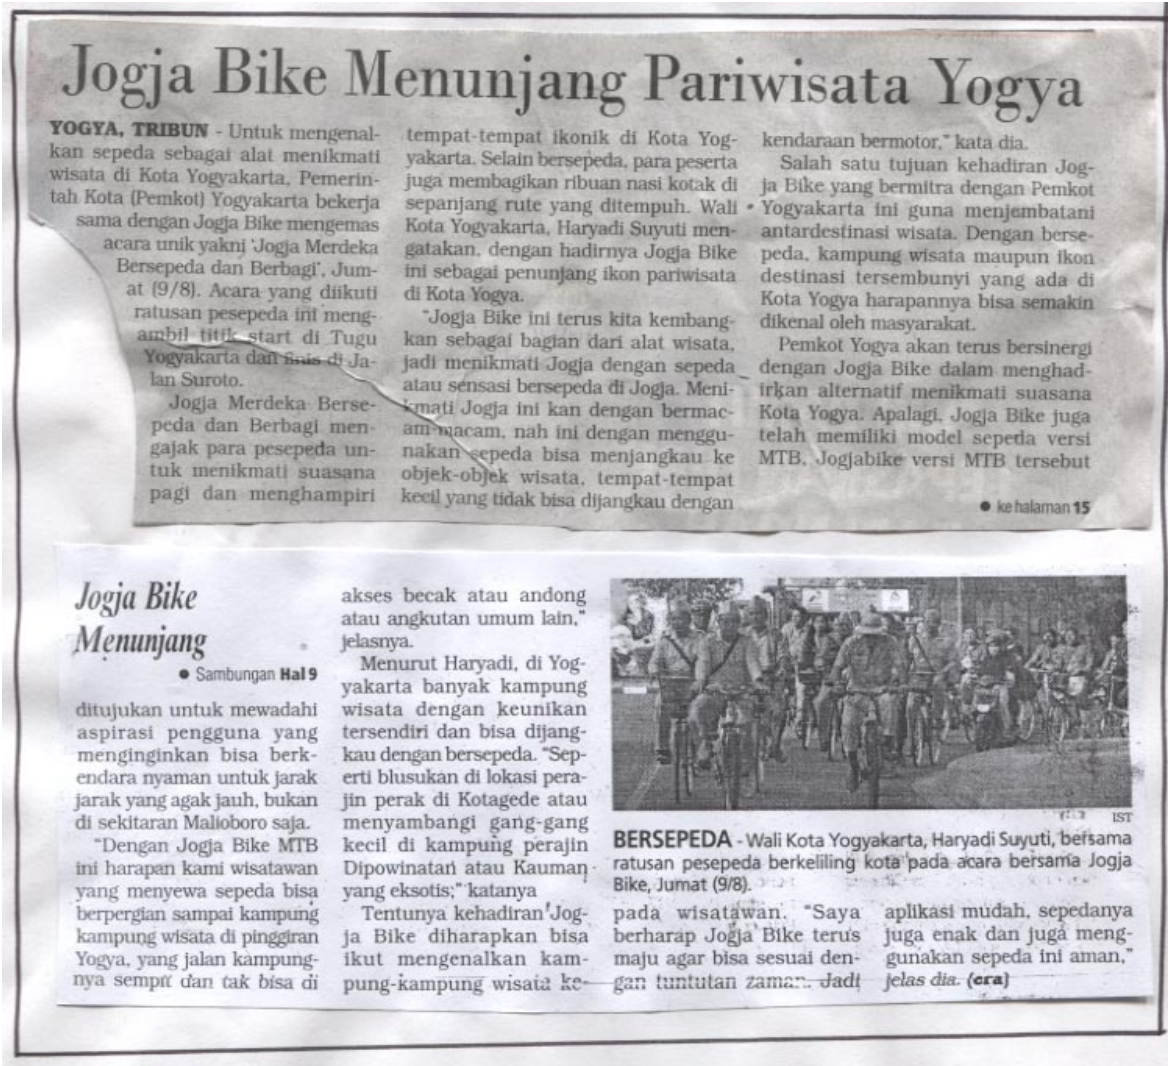 Jogja Bike Menunjang Pariwisata Yogya
YOGYA, TRIBUN - Untuk mengenal-
kan sepeda sebagai alat menikmati
wisata di Kota Yogyakarta, Pemerin-
tah Kota (Pemkot) Yogyakarta bekerja
sama dengan Jogja Bike mengemas
acara unik yakni 'Jogja Merdeka
Bersepeda dan Berbagi', Jum-
at (9/8). Acara yang diikuti
ratusan pesepeda ini meng-
ambil titik start di Tugu
Yogyakarta dan finis di Ja-
lan Suroto.
Jogja Merdeka Berse-
peda dan Berbagi men-
gajak para pesepeda un-
tuk menikmati suasana
pagi dan menghampiri
tempat-tempat ikonik di Kota Yog-
yakarta. Selain bersepeda, para peserta
juga membagikan ribuan nasi kotak di
sepanjang rute yang ditempuh. Wali
Kota Yogyakarta, Haryadi Suyuti men-
gatakan, dengan hadirnya Jogja Bike
ini sebagai penunjang ikon pariwisata
di Kota Yogya.
"Jogja Bike ini terus kita kembang-
kan sebagai bagian dari alat wisata,
jadi menikmati Jogja dengan sepeda
atau sensasi bersepeda di Jogja. Meni-
kmati Jogja ini kan dengan bermac-
am-macam, nah ini dengan menggu-
nakan sepeda bisa menjangkau ke
objek-objek wisata, tempat-tempat
kecil yang tidak bisa dijangkau dengan
kendaraan bermotor," kata dia.
Salah satu tujuan kehadiran Jog-
ja Bike yang bermitra dengan Pemkot
Yogyakarta ini guna menjembatani
antardestinasi wisata. Dengan berse-
peda, kampung wisata maupun ikon
destinasi tersembunyi yang ada di
Kota Yogya harapannya bisa semakin
dikenal oleh masyarakat.
Pemkot Yogya akan terus bersinergi
dengan Jogja Bike dalam menghad-
irkan alternatif menikmati suasana
Kota Yogya. Apalagi, Jogja Bike juga
telah memiliki model sepeda versi
MTB. Jogjabike versi MTB tersebut
● ke halaman 15
Jogja Bike
Menunjang
● Sambungan Hal 9
ditujukan untuk mewadahi
aspirasi pengguna yang
menginginkan bisa berk-
endara nyaman untuk jarak
jarak yang agak jauh, bukan
di sekitaran Malioboro saja.
"Dengan Jogja Bike MTB
ini harapan kami wisatawan
yang menyewa sepeda bisa
berpergian sampai kampung
kampung wisata di pinggiran
Yogya, yang jalan kampung-
nya sempit dan tak bisa di
akses becak atau andong
atau angkutan umum lain,"
jelasnya.
Menurut Haryadi, di Yog-
yakarta banyak kampung
wisata dengan keunikan
tersendiri dan bisa dijang-
kau dengan bersepeda. "Sep-
erti blusukan di lokasi pera-
jin perak di Kotagede atau
menyambangi gang-gang
kecil di kampung perajin
Dipowinatan atau Kauman
yang eksotis;" katanya
Tentunya kehadiran Jog-
ja Bike diharapkan bisa
ikut mengenalkan kam-
pung-kampung wisata ke-
IST
BERSEPEDA - Wali Kota Yogyakarta, Haryadi Suyuti, bersama
ratusan pesepeda berkeliling kota pada acara bersama Jogja
Bike, Jumat (9/8).
pada wisatawan. "Saya
berharap Jogja Bike terus
maju agar bisa sesuai den-
gan tuntutan zaman. Jadi
aplikasi mudah, sepedanya
juga enak dan juga meng-
gunakan sepeda ini aman,"
jelas dia. (cra)